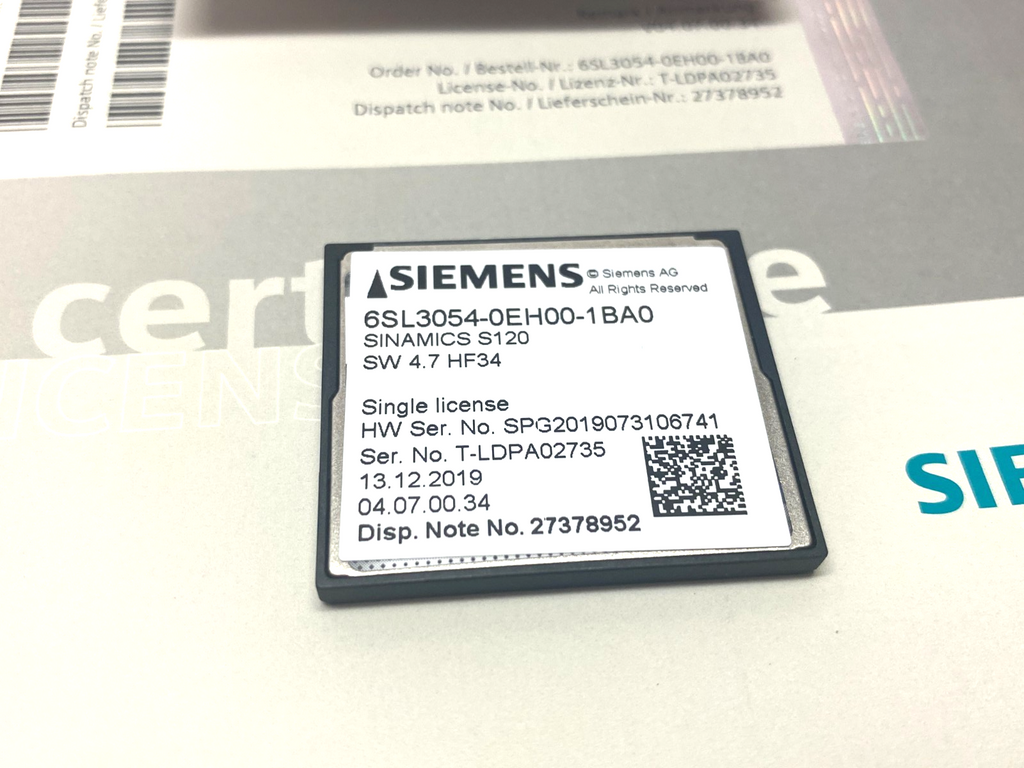 Dispatch note No. / Lief
Order No. / Bestell-Nr.: 6SL3054-0EH00-1BA0
License-No. / Lizenz-Nr.: T-LDPA02735
Dispatch note No. / Lieferschein-Nr.: 27378952
cert e
ICENS
SIEMENS © Siemens AG
All Rights Reserved
6SL3054-0EH00-1BA0
SINAMICS S120
SW 4.7 HF34
Single license
HW Ser. No. SPG2019073106741
Ser. No. T-LDPA02735
13.12.2019
04.07.00.34
Disp. Note No. 27378952
SIE